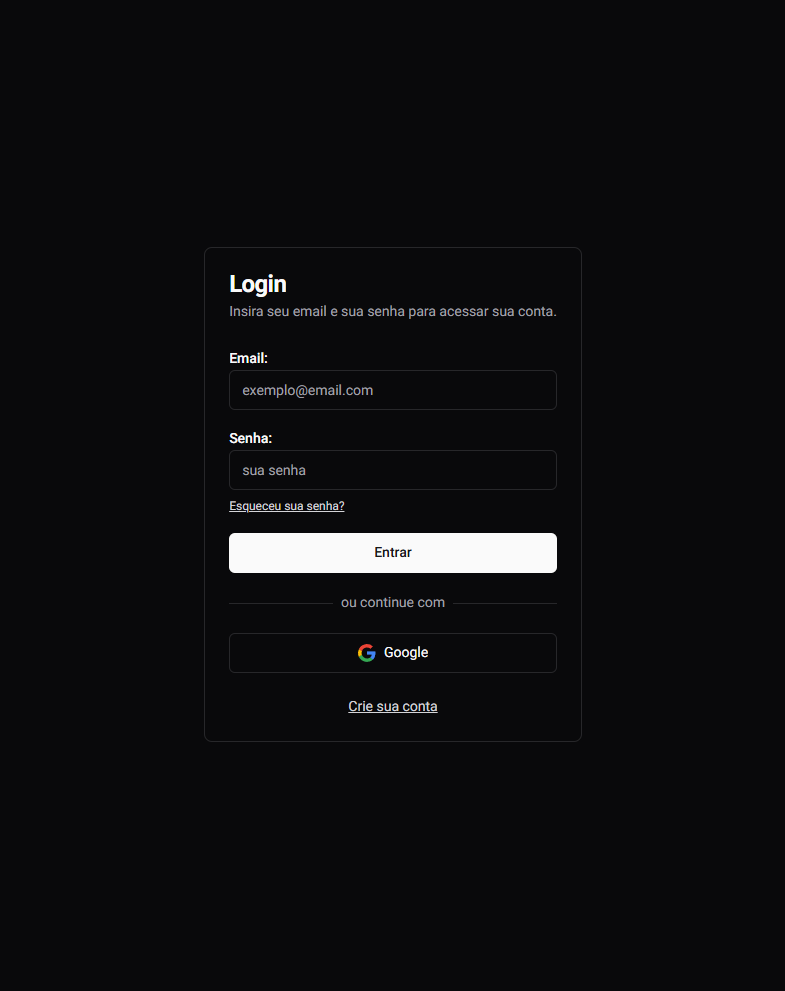 Login
Insira seu email e sua senha para acessar sua conta.
Email:
exemplo@email.com
Senha:
sua senha
Esqueceu sua senha?
Entrar
ou continue com
Google
Crie sua conta